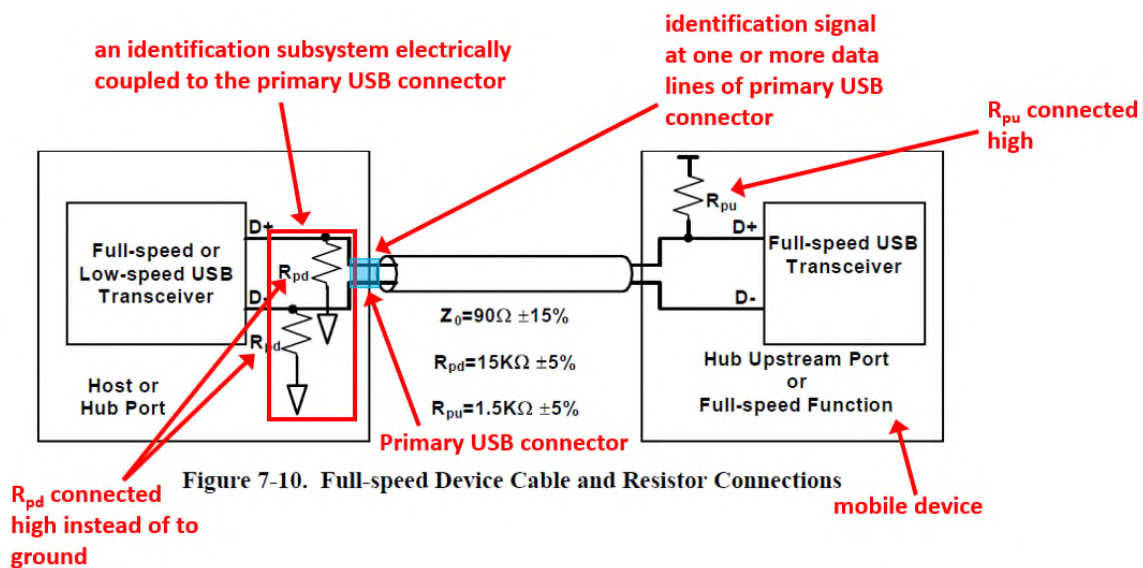 an identification subsystem electrically
coupled to the primary USB connector
identification signal
at one or more data
lines of primary USB
connector
Rpu connected
high
D+
Full-speed or
Low-speed USB
Transceiver
D-
Rpd
Rpd
Host or
Hub Port
Z0=90Ω ±15%
Rpd=15KΩ ±5%
Rpu=1.5KΩ ±5%
Primary USB connector
Rpu
D+
Full-speed USB
Transceiver
D-
Hub Upstream Port
or
Full-speed Function
Figure 7-10. Full-speed Device Cable and Resistor Connections
Rpd connected
high instead of to
ground
mobile device